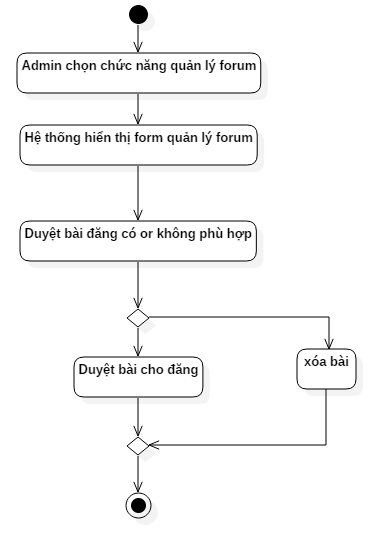 Admin chọn chức năng quản lý forum
Hệ thống hiển thị form quản lý forum
Duyệt bài đăng có or không phù hợp
Duyệt bài cho đăng
xóa bài